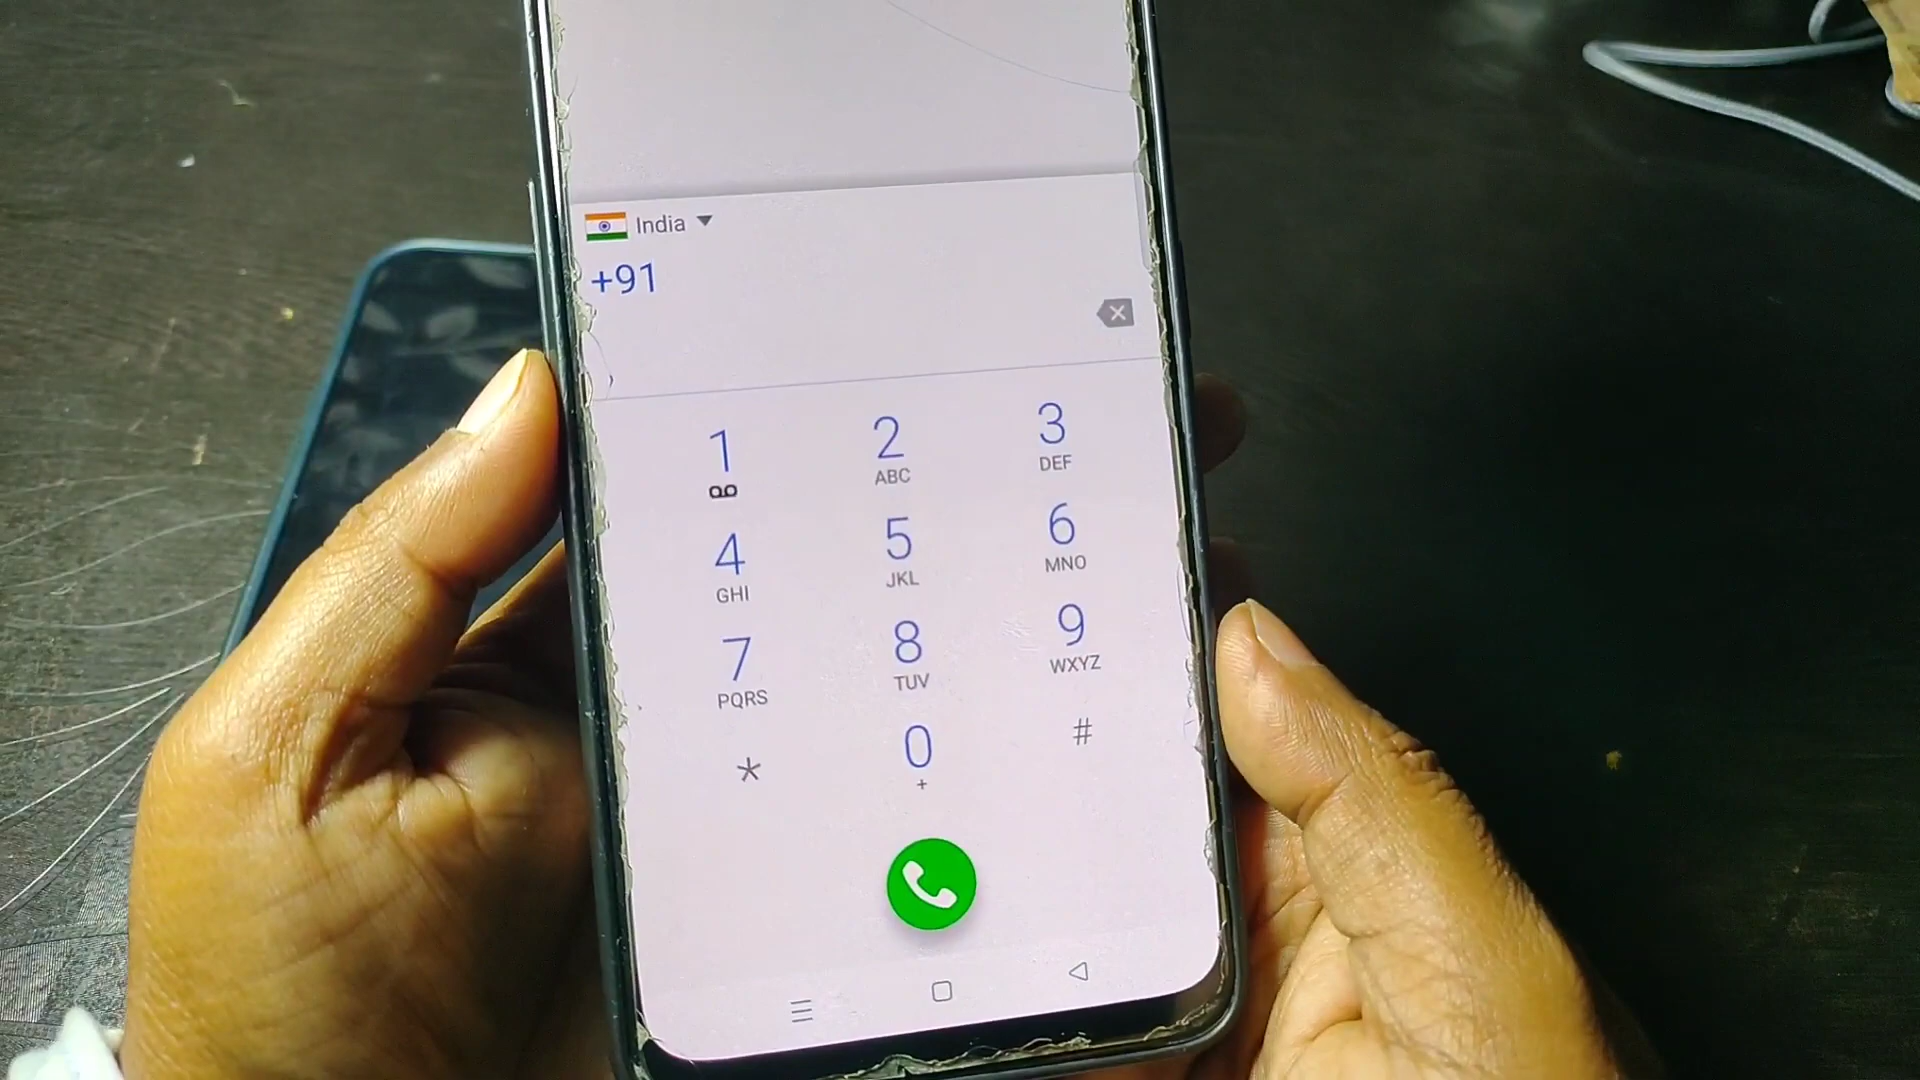 India
+91
1 2 3
ABC DEF
4 5 6
GHI JKL MNO
7 8 9
PQRS TUV WXYZ
* 0 #
+